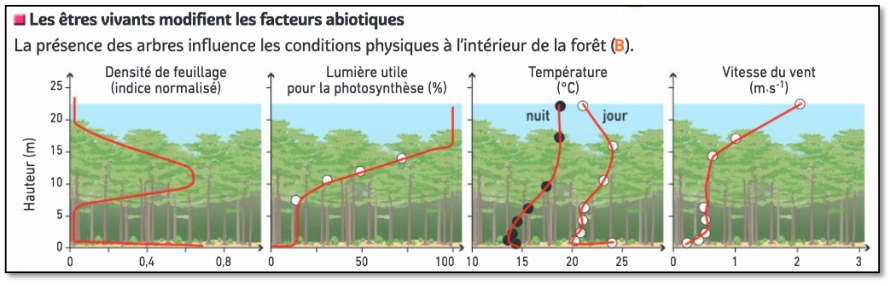 Les êtres vivants modifient les facteurs abiotiques
La présence des arbres influence les conditions physiques à l'intérieur de la forêt (B).
Densité de feuillage
(indice normalisé)
Lumière utile
pour la photosynthèse (%)
Température
(°C)
Vitesse du vent
(m·s⁻¹)
Hauteur (m)
25
20
15
10
5
0
nuit
jour
0 0,4 0,8
0 50 100
10 15 20 25
0 1 2 3